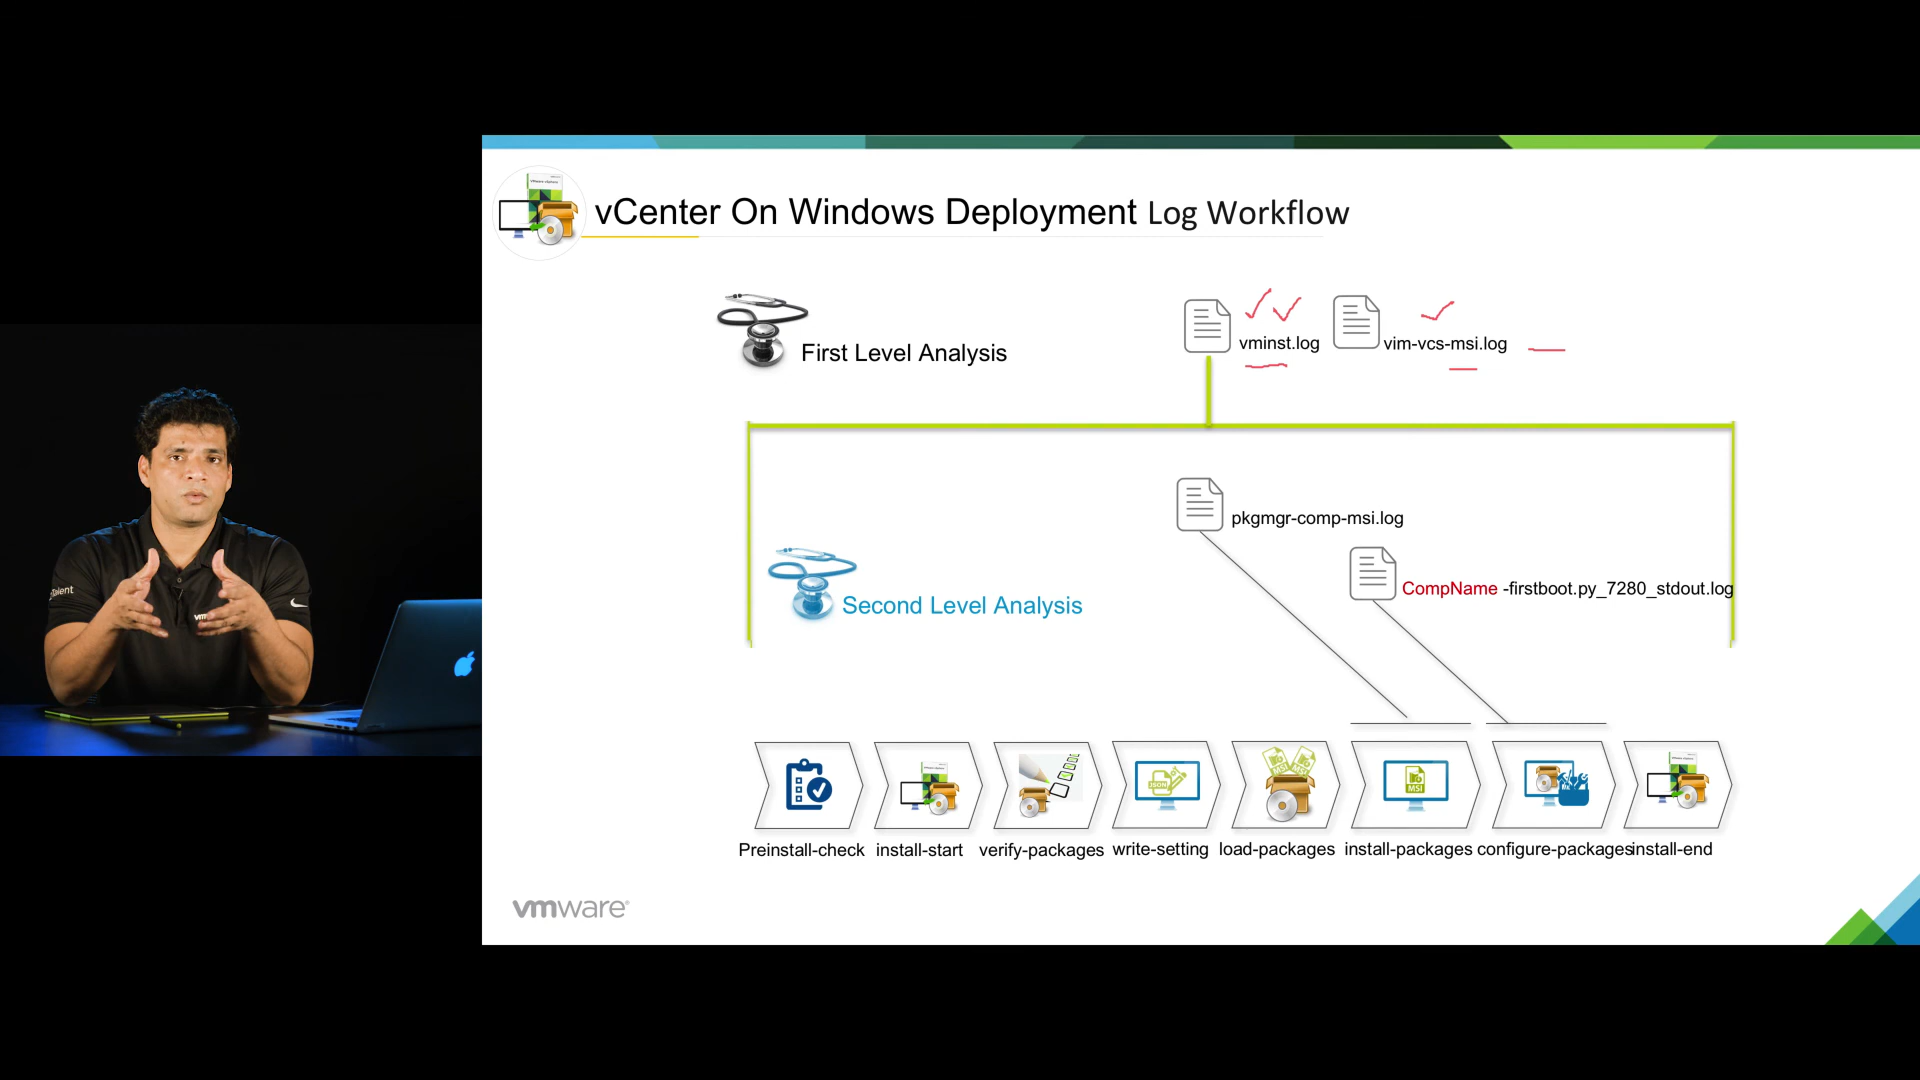 vCenter On Windows Deployment Log Workflow
First Level Analysis
vminst.log
vim-vcs-msi.log
pkgmgr-comp-msi.log
CompName -firstboot.py_7280_stdout.log
Second Level Analysis
JSON
MSI
Preinstall-check
install-start
verify-packages
write-setting
load-packages
install-packages
configure-packages
install-end
vmware